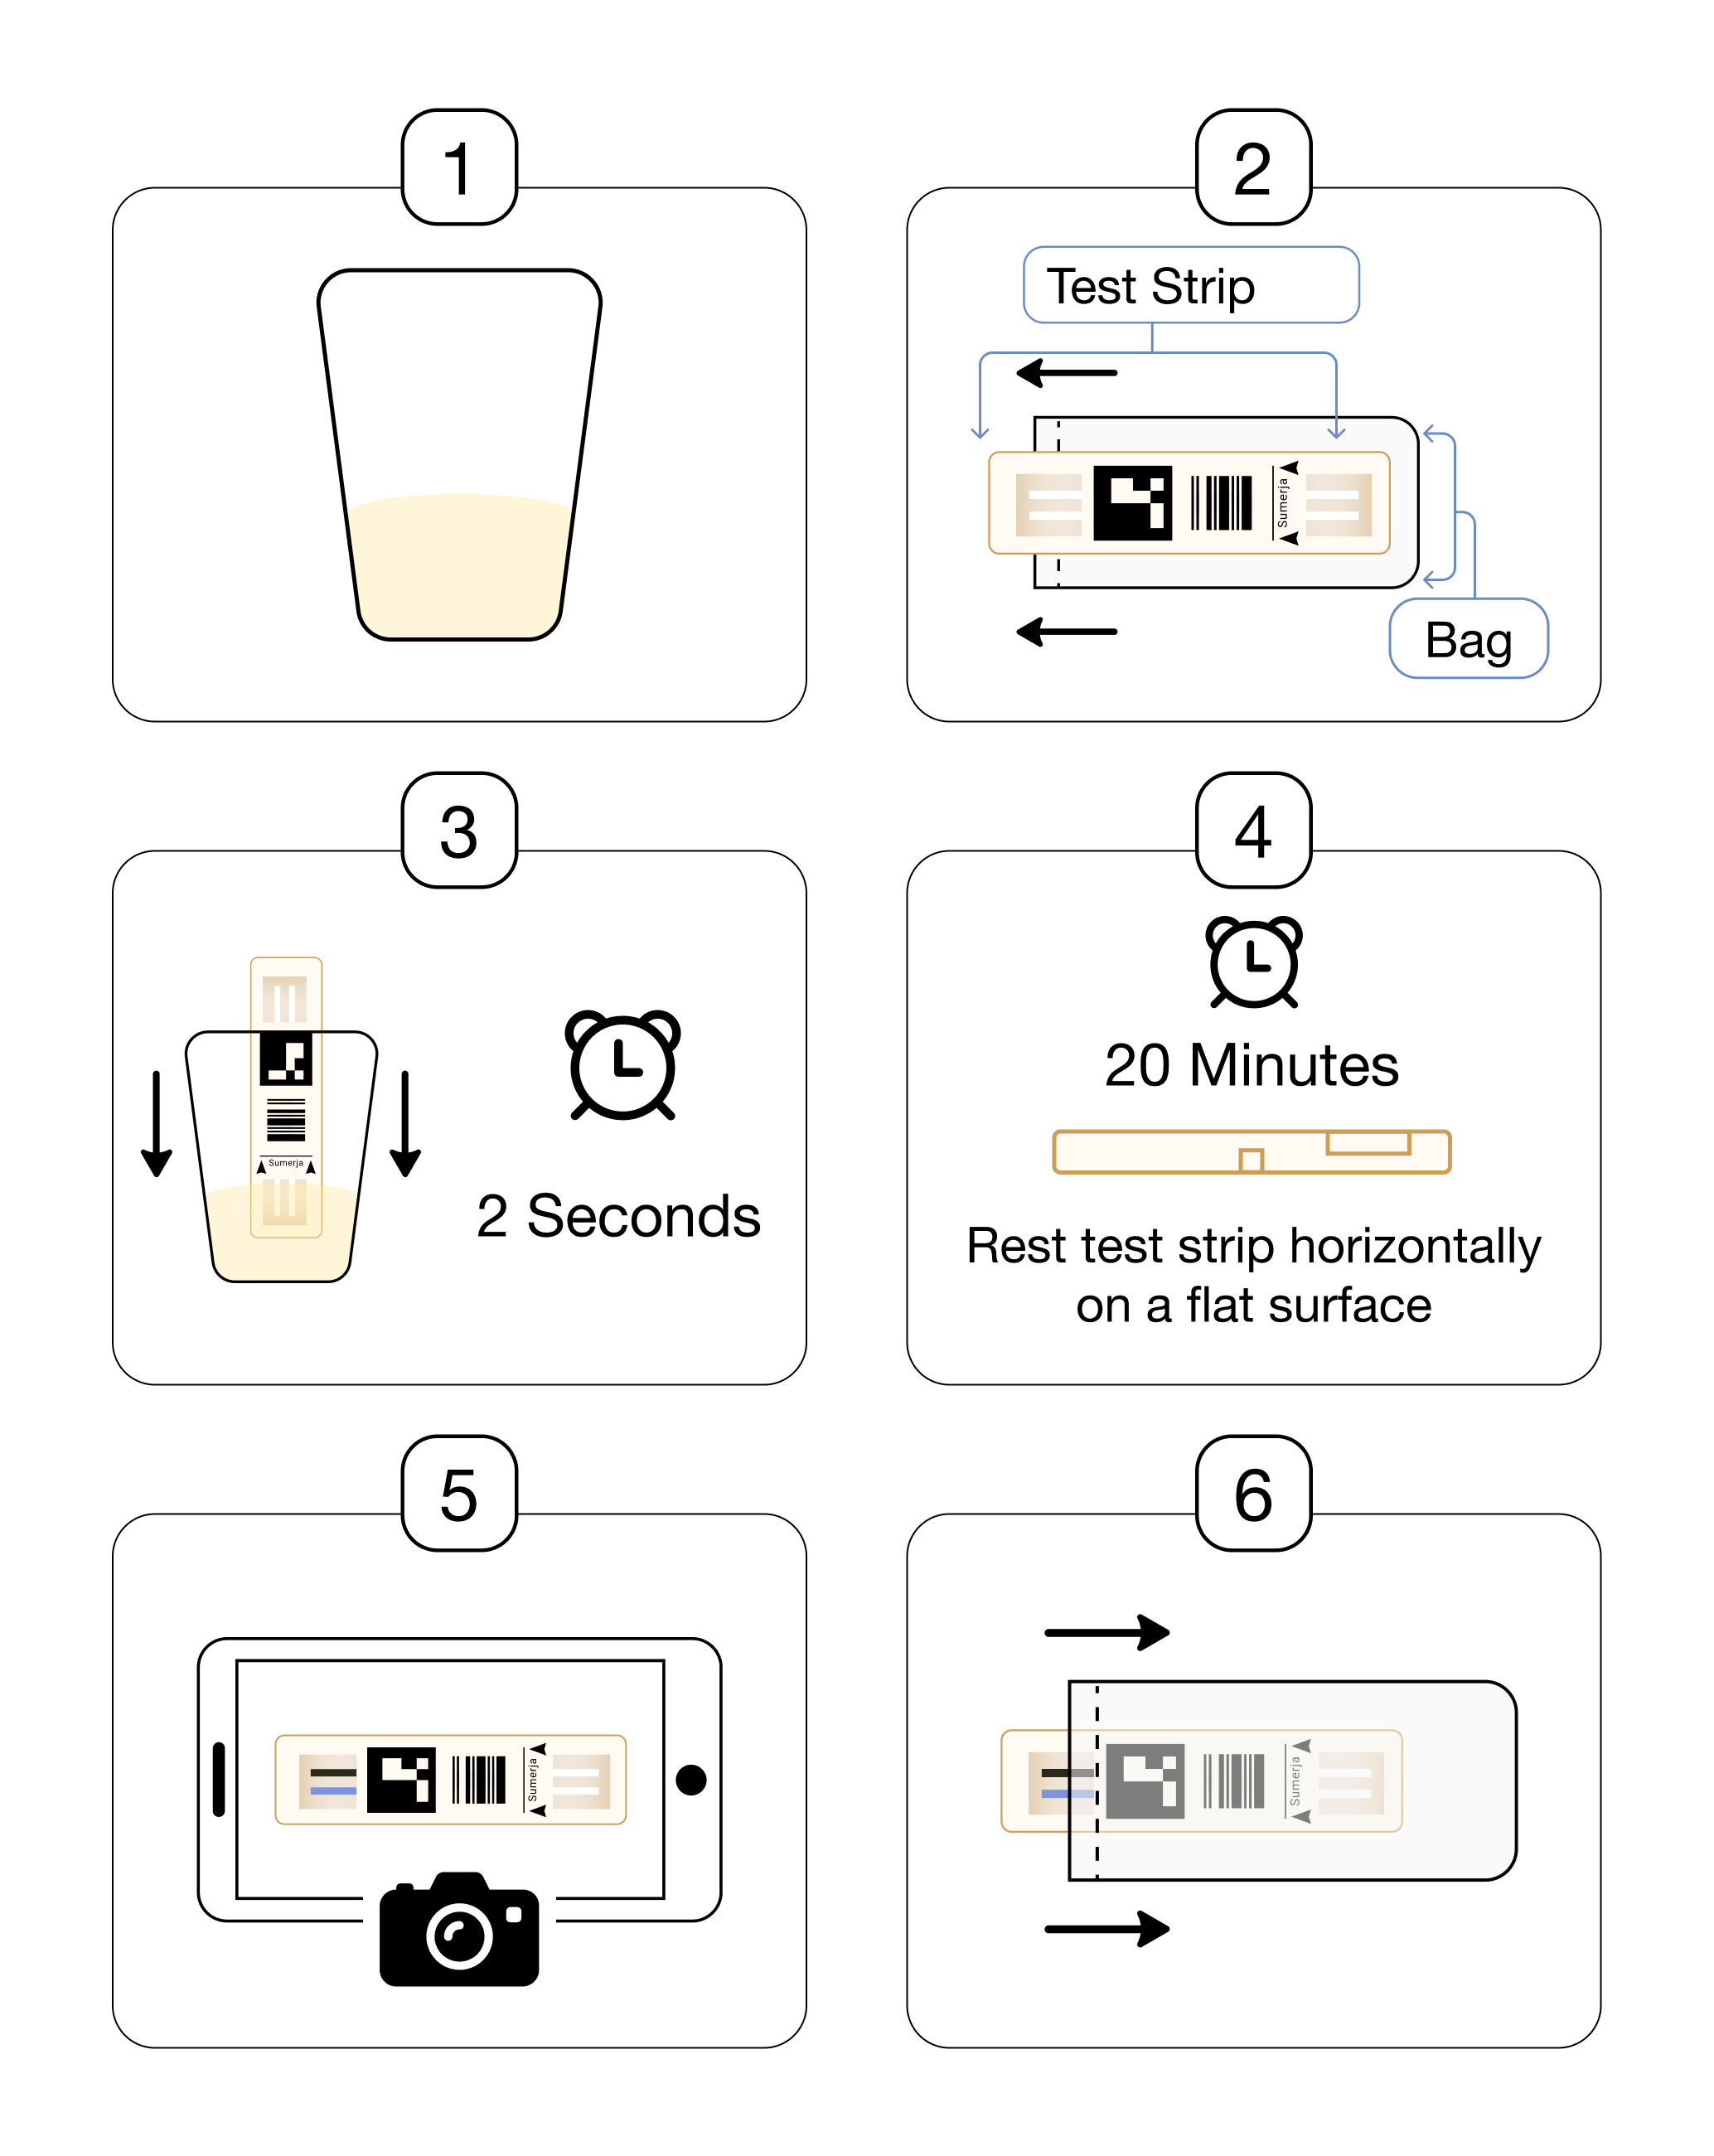 1
2
Test Strip
Sumerja
Bag
3
Sumerja
2 Seconds
4
20 Minutes
Rest test strip horizontally
on a flat surface
5
Sumerja
6
Sumerja